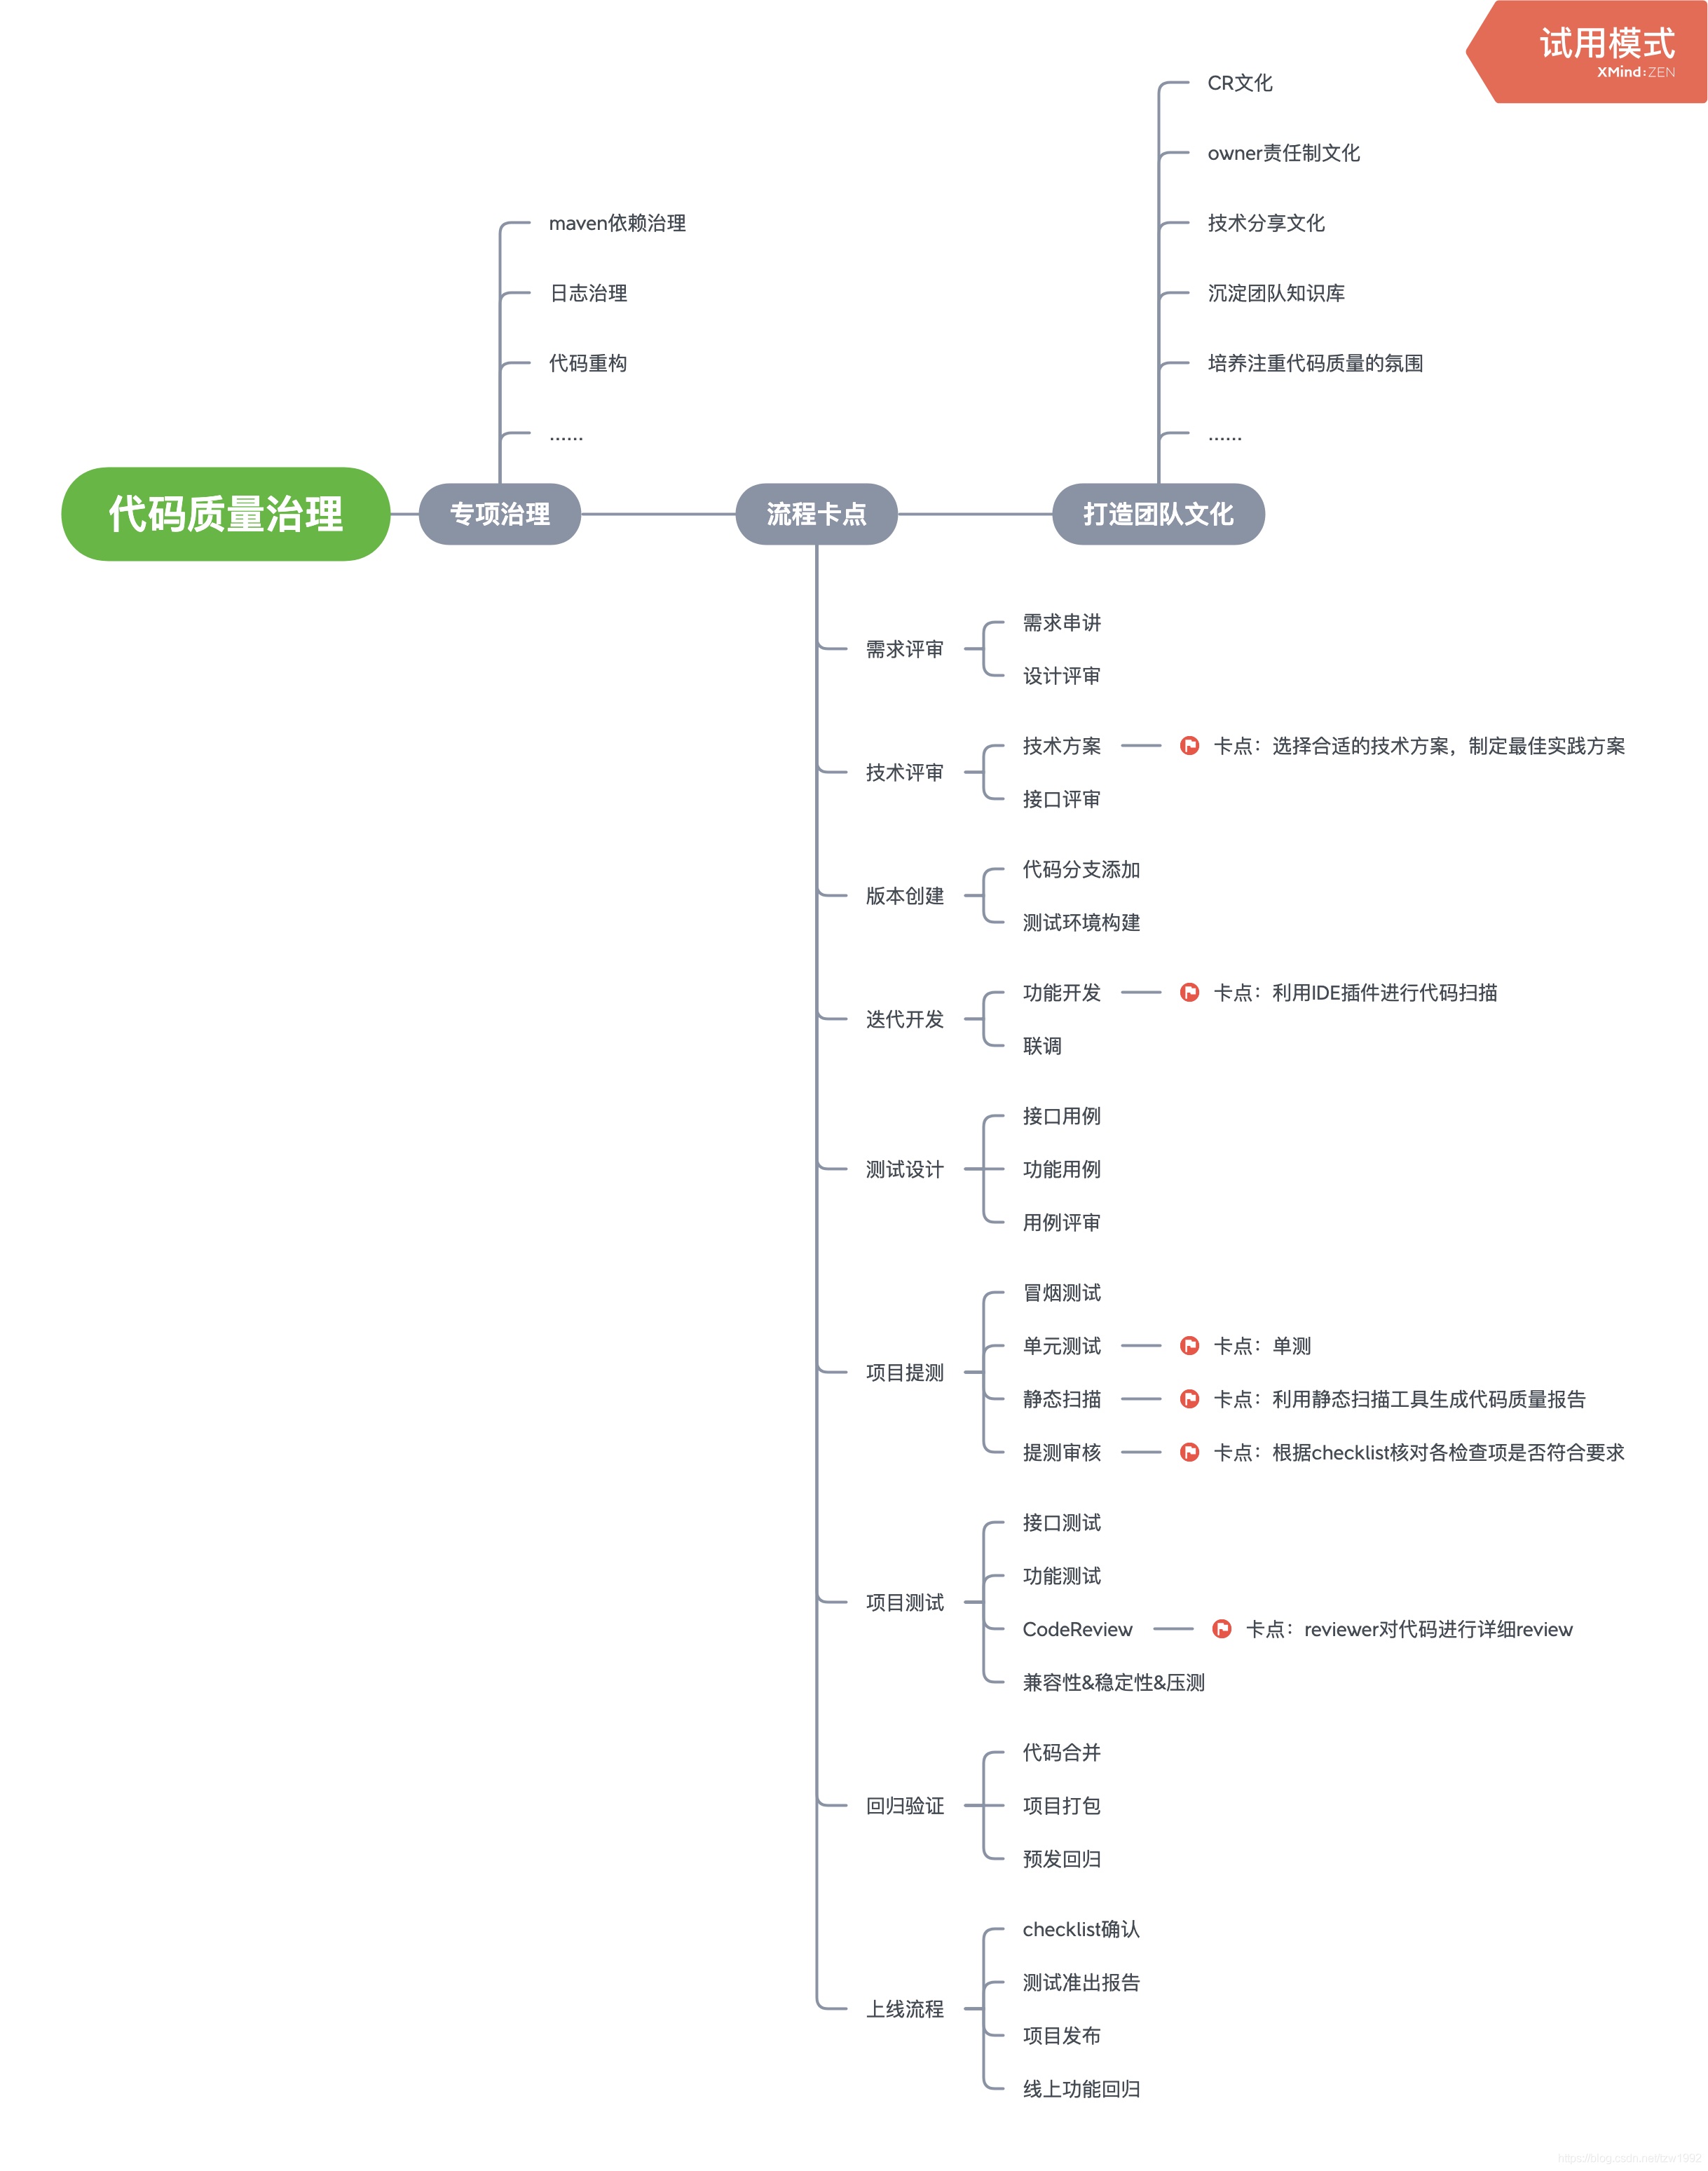 试用模式
XMind:ZEN
CR文化
owner责任制文化
技术分享文化
沉淀团队知识库
培养注重代码质量的氛围
......
maven依赖治理
日志治理
代码重构
......
代码质量治理
专项治理
流程卡点
打造团队文化
需求评审
需求串讲
设计评审
技术评审
技术方案
卡点：选择合适的技术方案，制定最佳实践方案
接口评审
版本创建
代码分支添加
测试环境构建
迭代开发
功能开发
卡点：利用IDE插件进行代码扫描
联调
测试设计
接口用例
功能用例
用例评审
项目提测
冒烟测试
单元测试
卡点：单测
静态扫描
卡点：利用静态扫描工具生成代码质量报告
提测审核
卡点：根据checklist核对各检查项是否符合要求
项目测试
接口测试
功能测试
CodeReview
卡点：reviewer对代码进行详细review
兼容性&稳定性&压测
回归验证
代码合并
项目打包
预发回归
上线流程
checklist确认
测试准出报告
项目发布
线上功能回归
https://blog.csdn.net/tzw1992